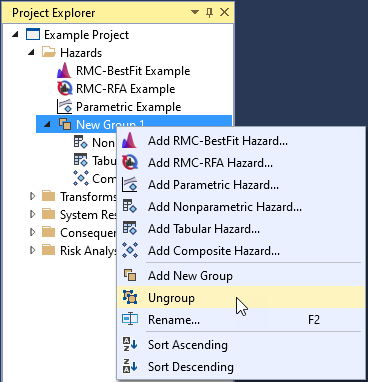 Project Explorer
Example Project
Hazards
RMC-BestFit Example
RMC-RFA Example
Parametric Example
New Group 1
Non
Tabu
Com
Transforms
System Res
Consequen
Risk Analys
Add RMC-BestFit Hazard...
Add RMC-RFA Hazard...
Add Parametric Hazard...
Add Nonparametric Hazard...
Add Tabular Hazard...
Add Composite Hazard...
Add New Group
Ungroup
Rename... F2
Sort Ascending
Sort Descending